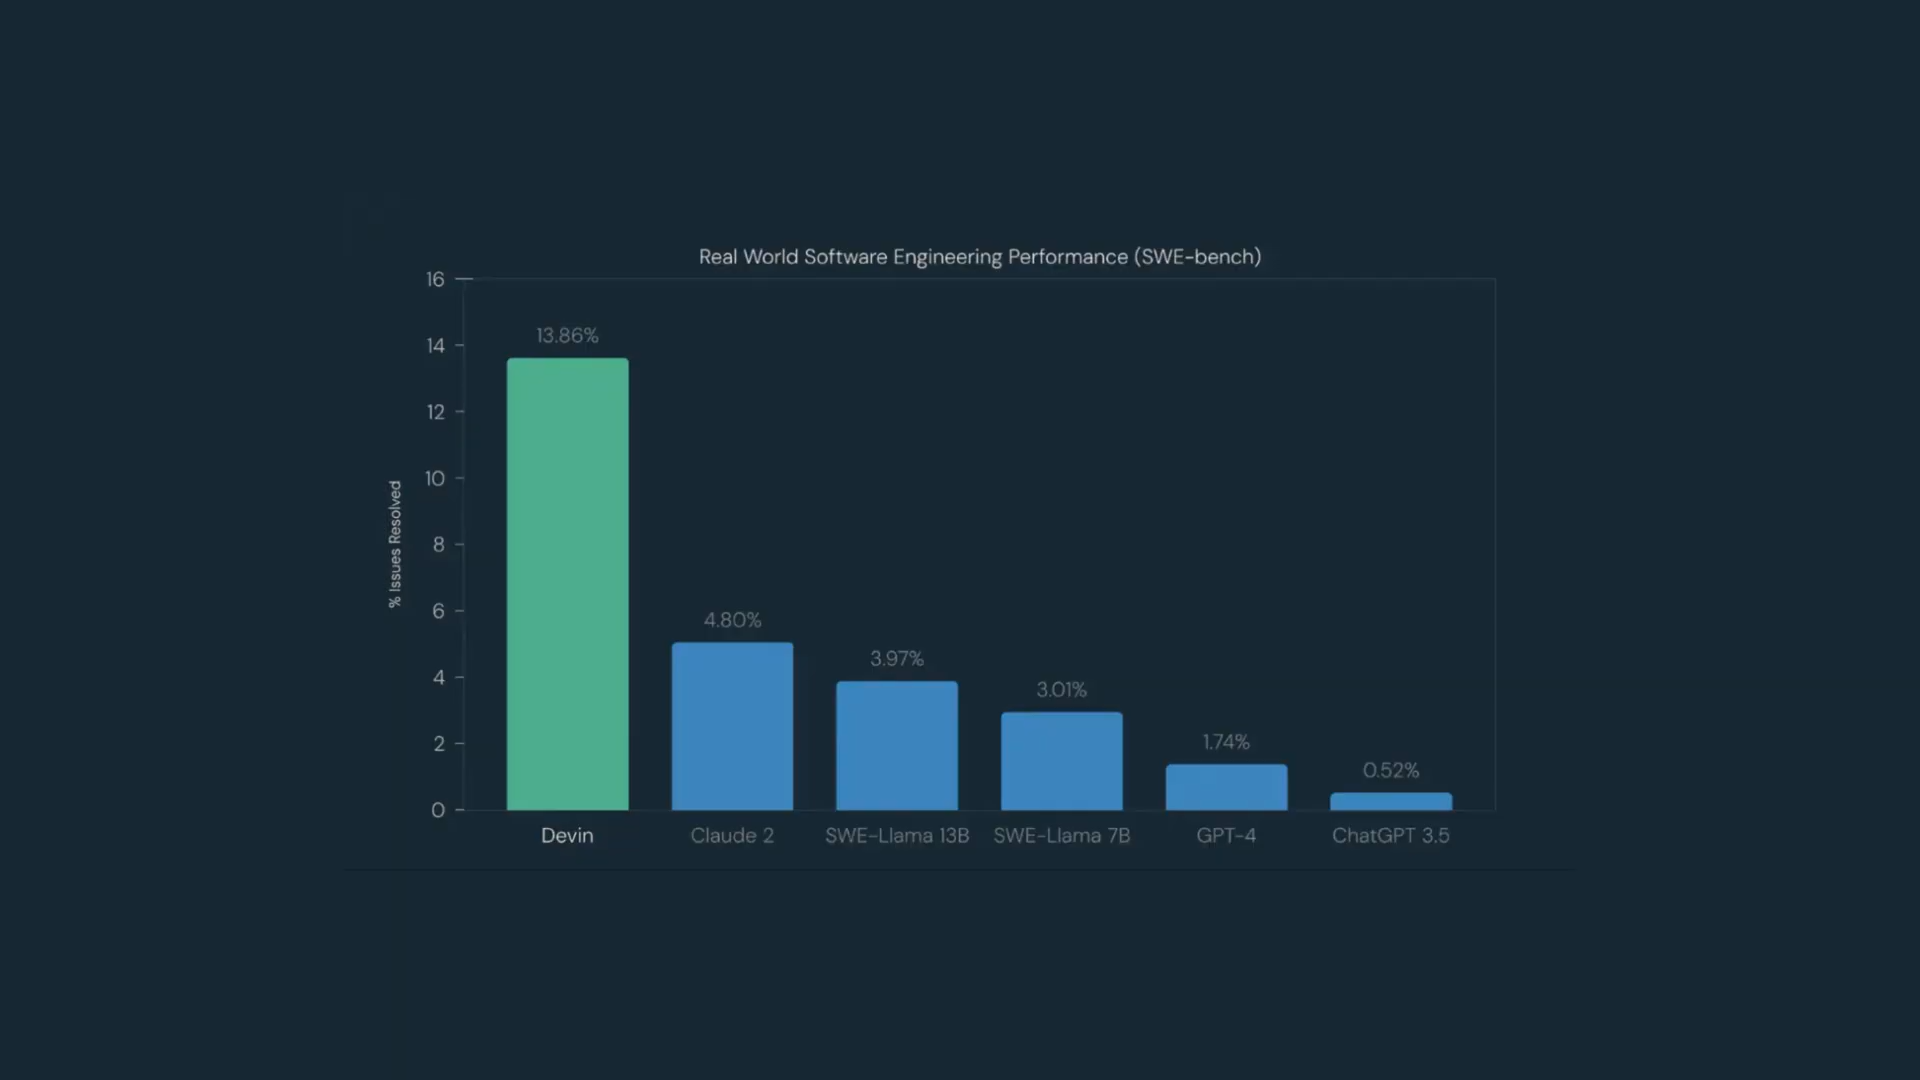 Real World Software Engineering Performance (SWE-bench)
16
14
12
10
8
6
4
2
0
% Issues Resolved
13.86%
4.80%
3.97%
3.01%
1.74%
0.52%
Devin
Claude 2
SWE-Llama 13B
SWE-Llama 7B
GPT-4
ChatGPT 3.5